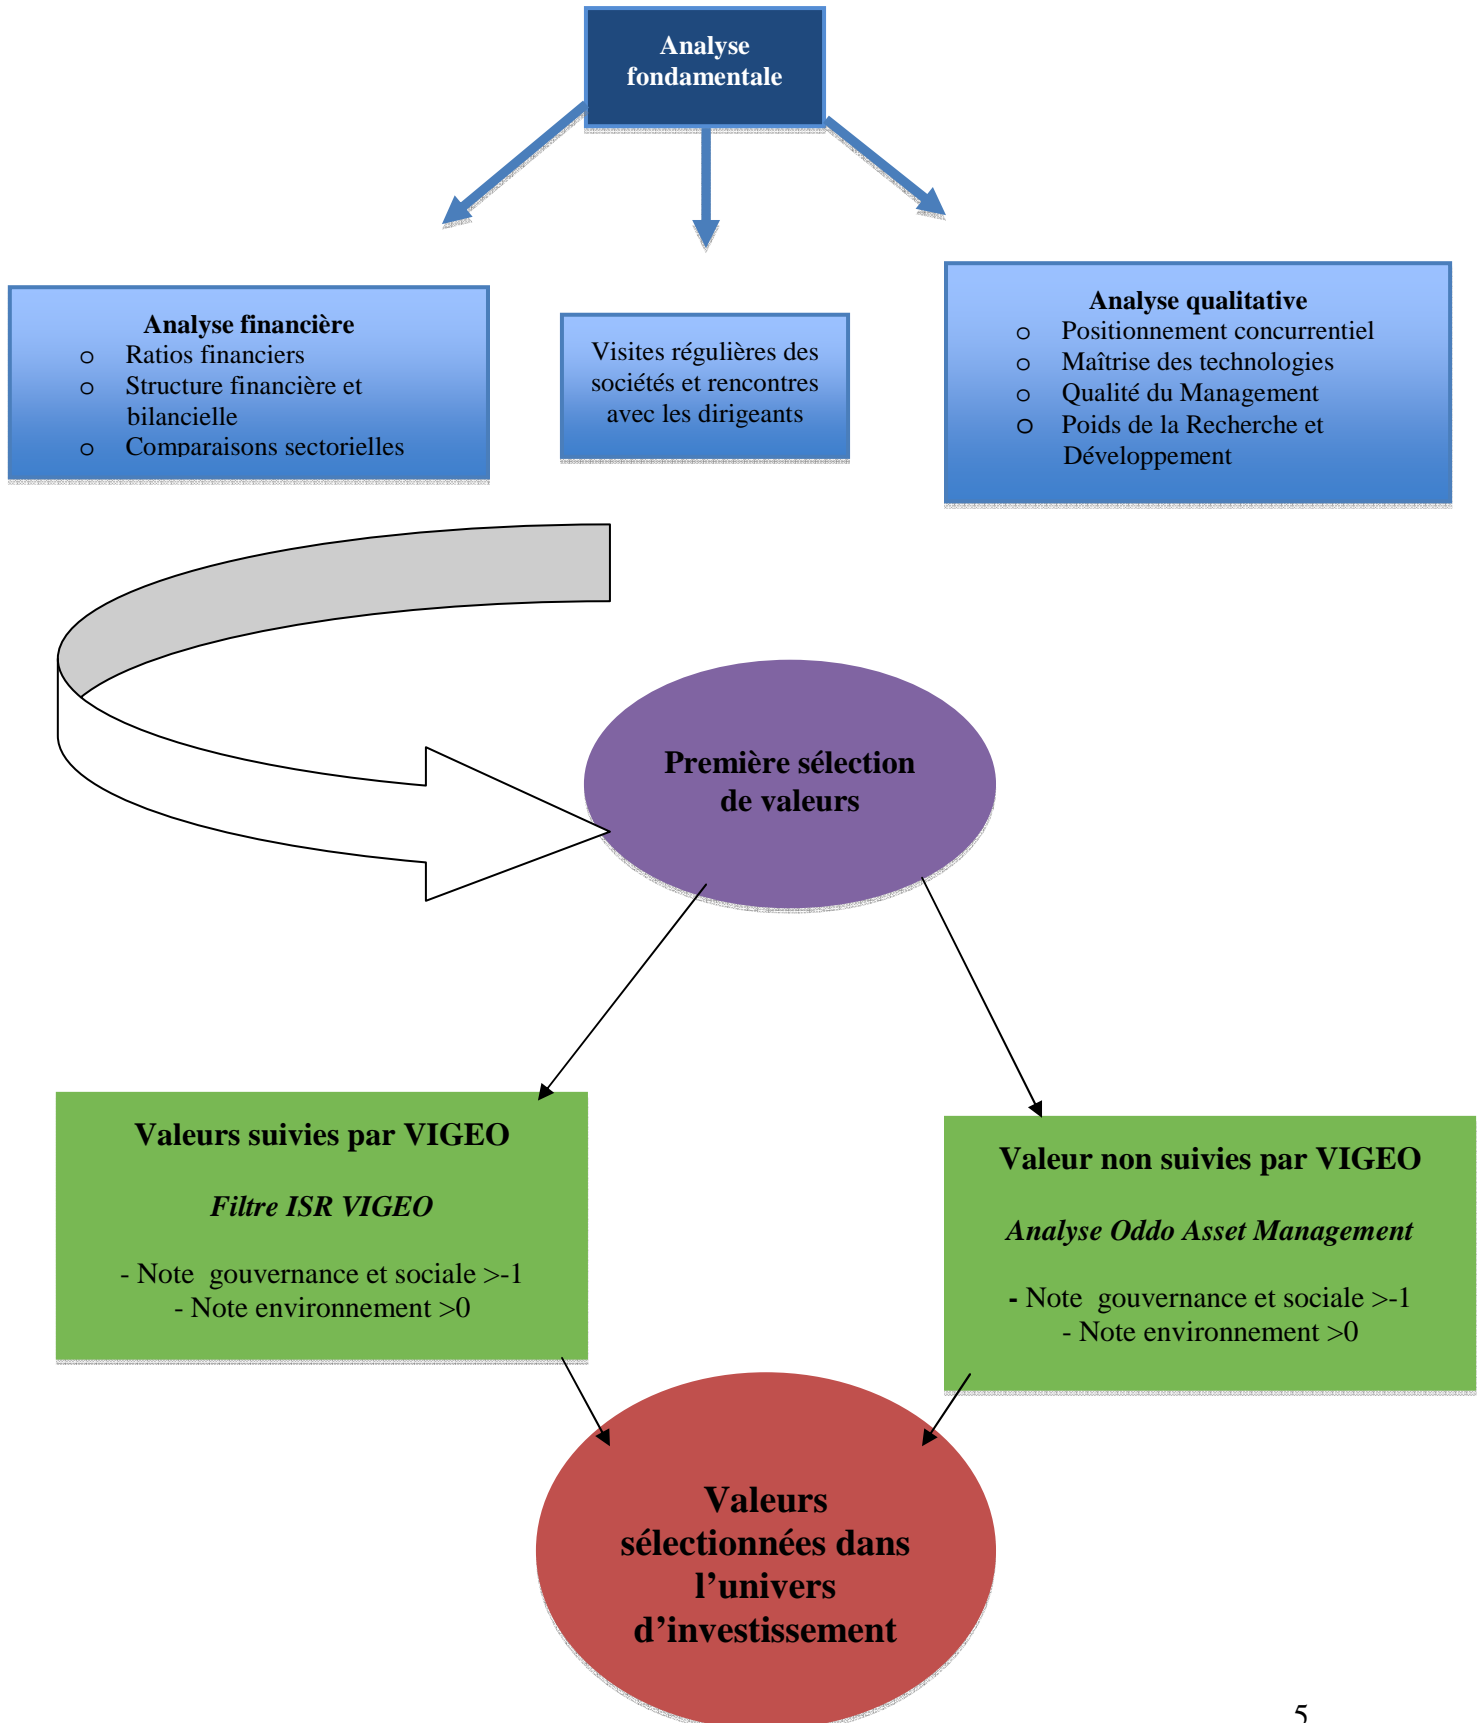 Analyse
fondamentale
Analyse financière
o Ratios financiers
o Structure financière et
bilancielle
o Comparaisons sectorielles
Visites régulières des
sociétés et rencontres
avec les dirigeants
Analyse qualitative
o Positionnement concurrentiel
o Maîtrise des technologies
o Qualité du Management
o Poids de la Recherche et
Développement
Première sélection
de valeurs
Valeurs suivies par VIGEO
Filtre ISR VIGEO
- Note gouvernance et sociale >-1
- Note environnement >0
Valeur non suivies par VIGEO
Analyse Oddo Asset Management
- Note gouvernance et sociale >-1
- Note environnement >0
Valeurs
sélectionnées dans
l’univers
d’investissement
5